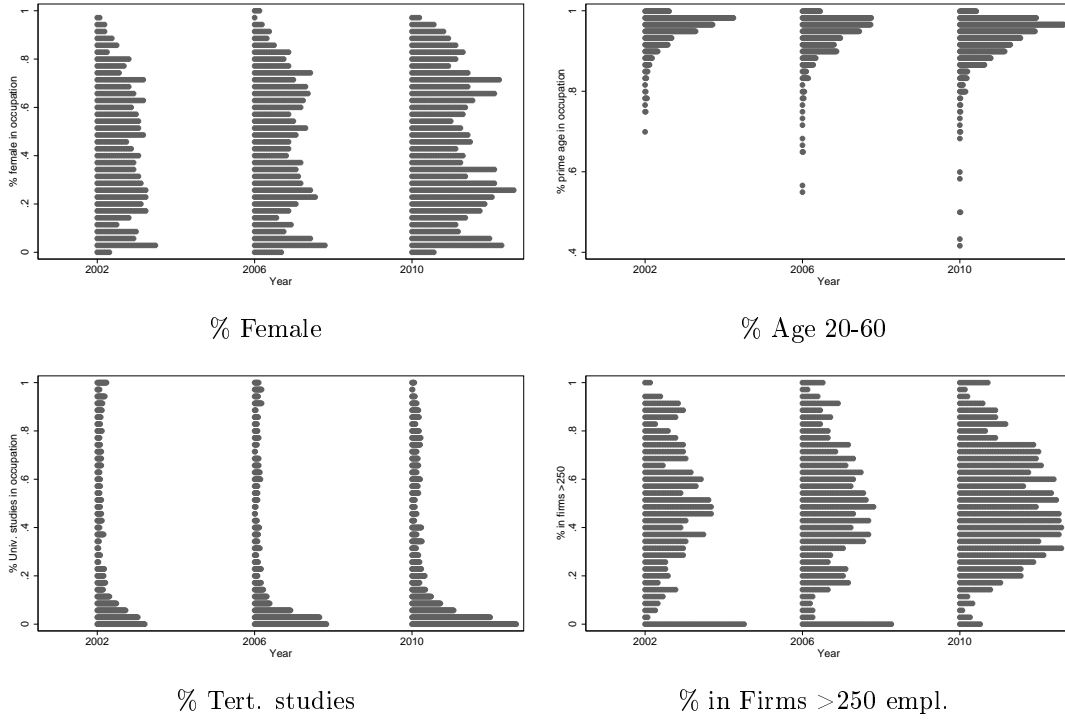 % female in occupation
1
.8
.6
.4
.2
0
2002
2006
2010
Year
% Female
% prime age in occupation
1
.8
.6
.4
2002
2006
2010
Year
% Age 20-60
% Univ. studies in occupation
1
.8
.6
.4
.2
0
2002
2006
2010
Year
% Tert. studies
% in firms >250
1
.8
.6
.4
.2
0
2002
2006
2010
Year
% in Firms >250 empl.